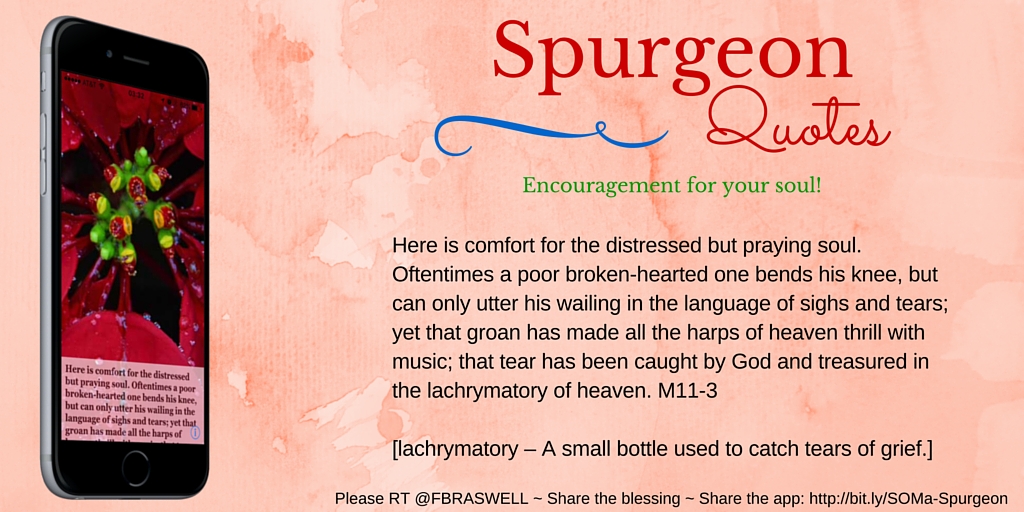 Spurgeon
Quotes
Encouragement for your soul!
Here is comfort for the distressed but praying soul.
Oftentimes a poor broken-hearted one bends his knee, but
can only utter his wailing in the language of sighs and tears;
yet that groan has made all the harps of heaven thrill with
music; that tear has been caught by God and treasured in
the lachrymatory of heaven. M11-3
[lachrymatory – A small bottle used to catch tears of grief.]
Here is comfort for the distressed
but praying soul. Oftentimes a poor
broken-hearted one bends his knee,
but can only utter his wailing in the
language of sighs and tears; yet that
groan has made all the harps of
Please RT @FBRASWELL ~ Share the blessing ~ Share the app: http://bit.ly/SOMa-Spurgeon